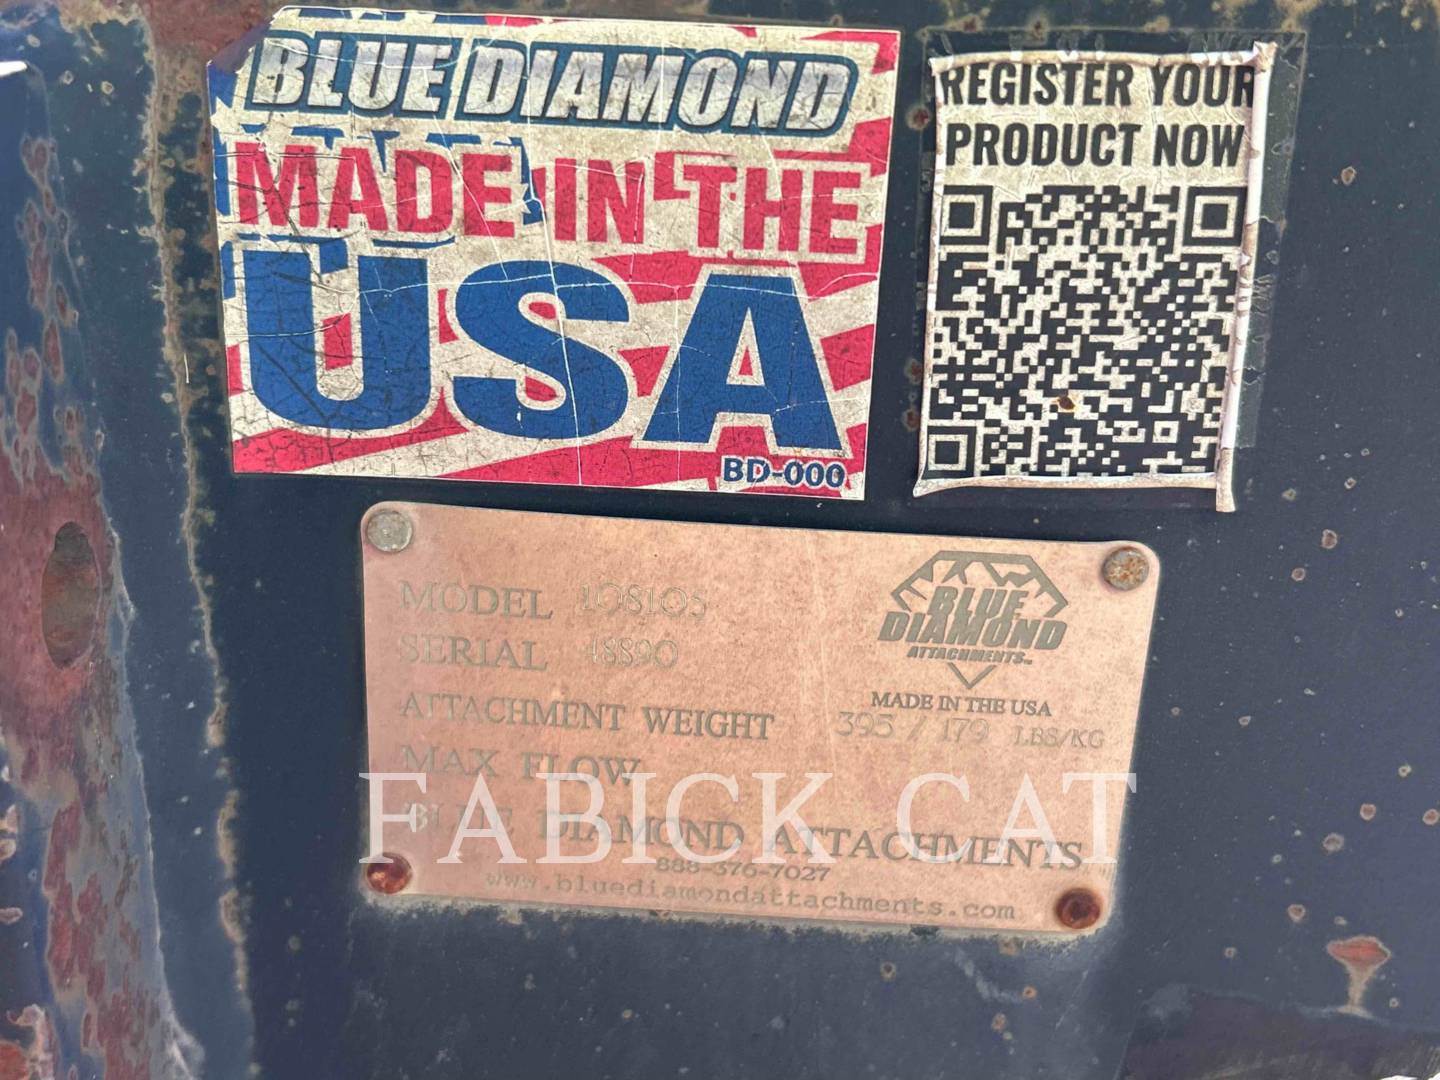 BLUE DIAMOND
MADE IN THE
USA
BD-000
REGISTER YOUR
PRODUCT NOW
MODEL 108105
SERIAL 48890
BLUE
DIAMOND
ATTACHMENTS
MADE IN THE USA
ATTACHMENT WEIGHT 395 / 179 LBS/KG
MAX FLOW
BLUE DIAMOND ATTACHMENTS
888-376-7027
www.bluediamondattachments.com
FABICK CAT